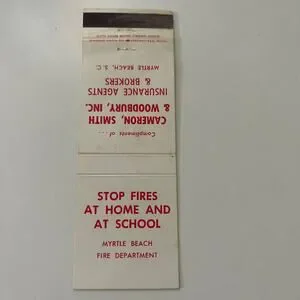 Compliments of...
CAMERON, SMITH
& WOODBURY, INC.
INSURANCE AGENTS
& BROKERS
MYRTLE BEACH, S. C.
STOP FIRES
AT HOME AND
AT SCHOOL
MYRTLE BEACH
FIRE DEPARTMENT